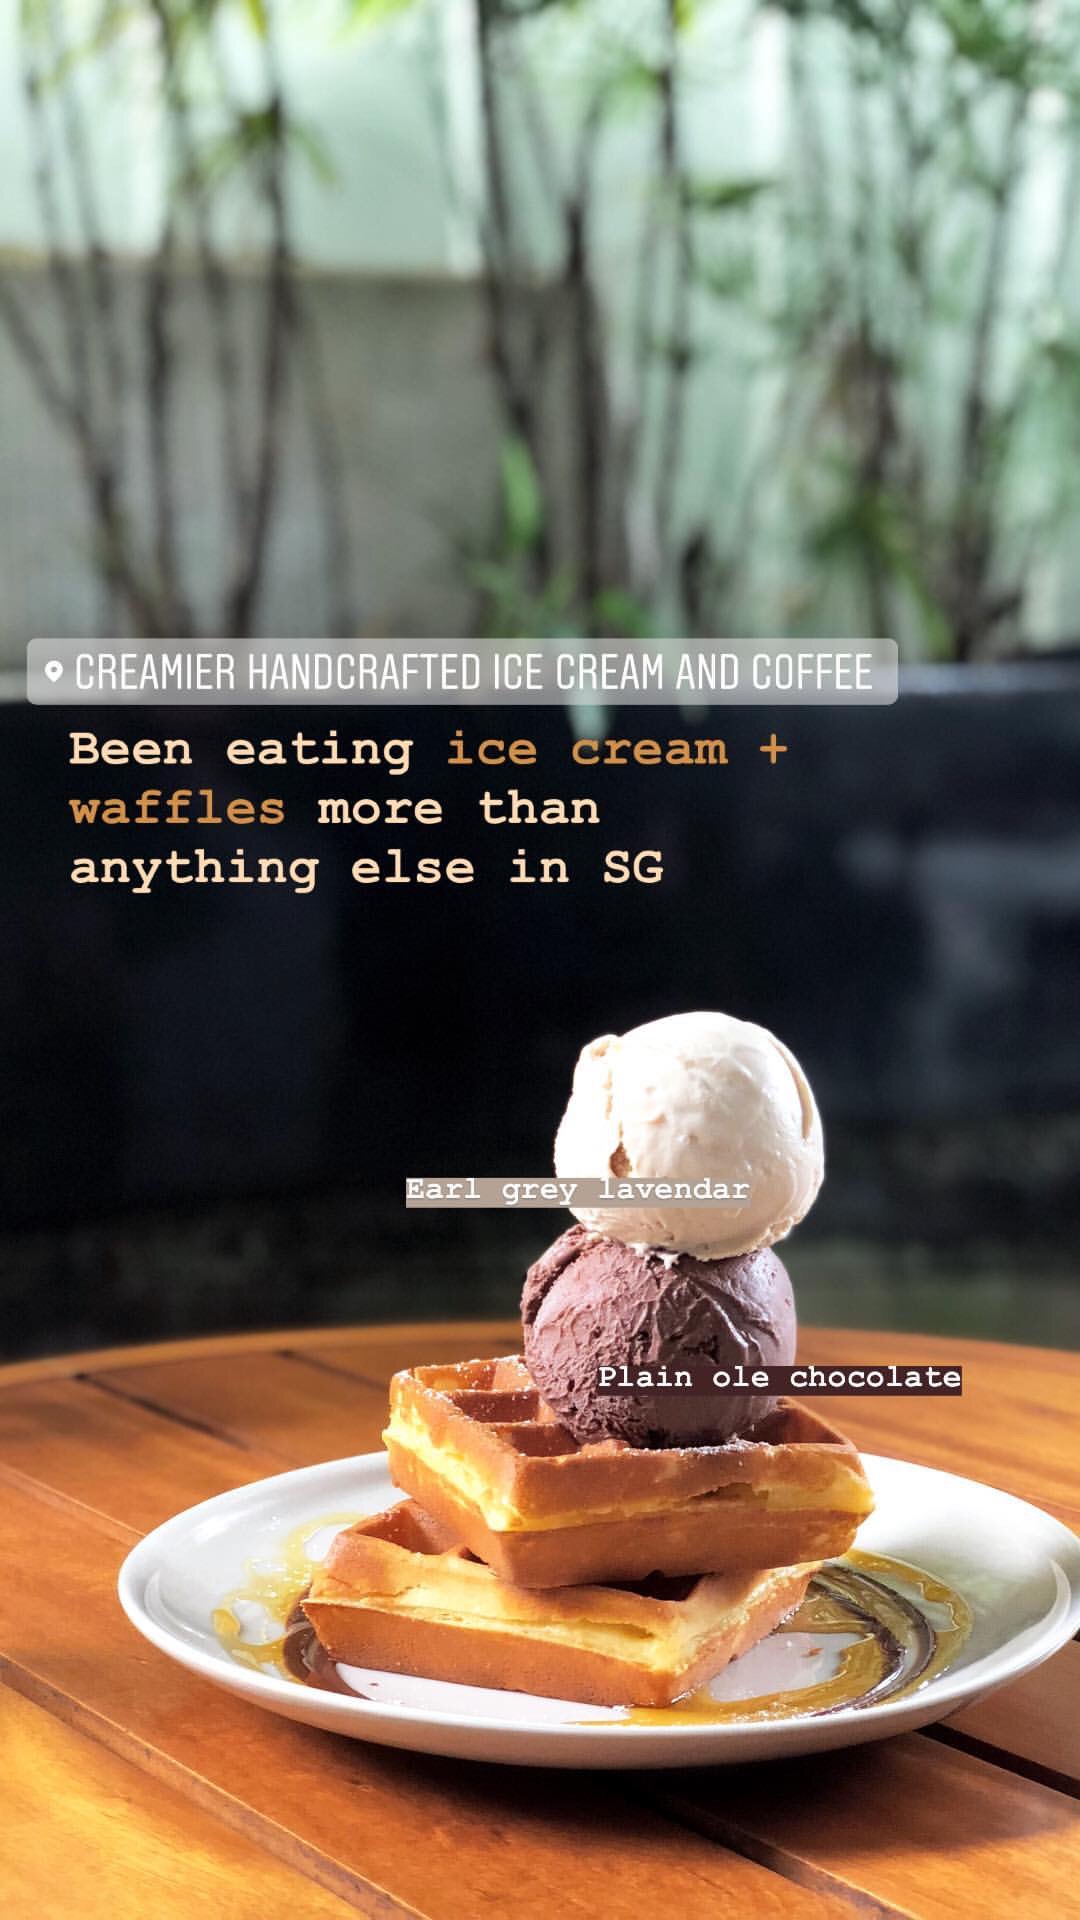 CREAMIER HANDCRAFTED ICE CREAM AND COFFEE
Been eating ice cream +
waffles more than
anything else in SG
Earl grey lavendar
Plain ole chocolate